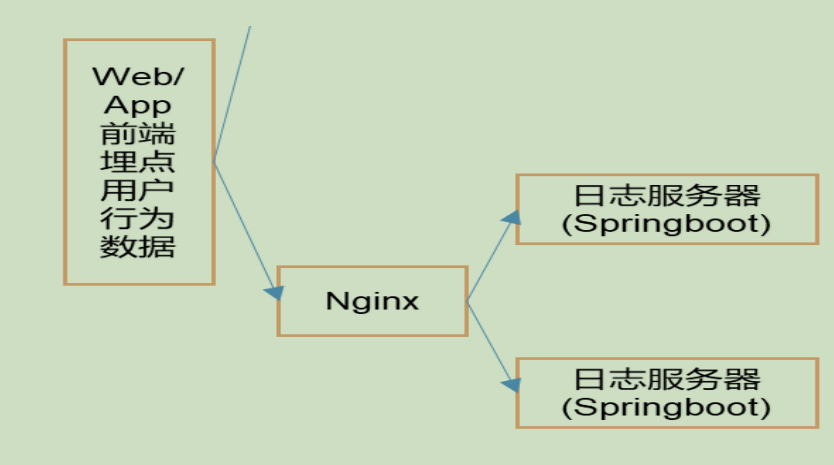 Web/
App
前端
埋点
用户
行为
数据
Nginx
日志服务器
(Springboot)
日志服务器
(Springboot)